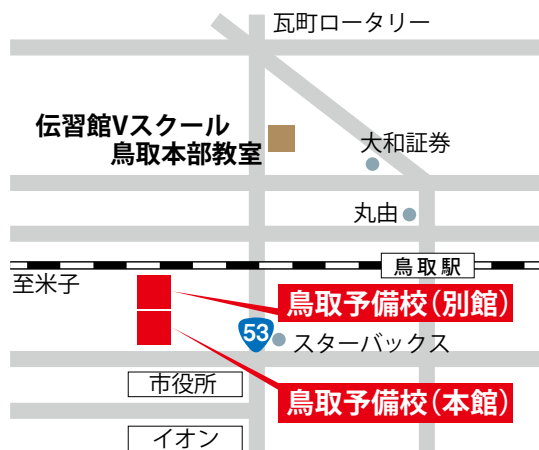 瓦町ロータリー
伝習館Vスクール
鳥取本部教室
大和証券
丸由
鳥取駅
至米子
鳥取予備校(別館)
53
スターバックス
市役所
鳥取予備校(本館)
イオン